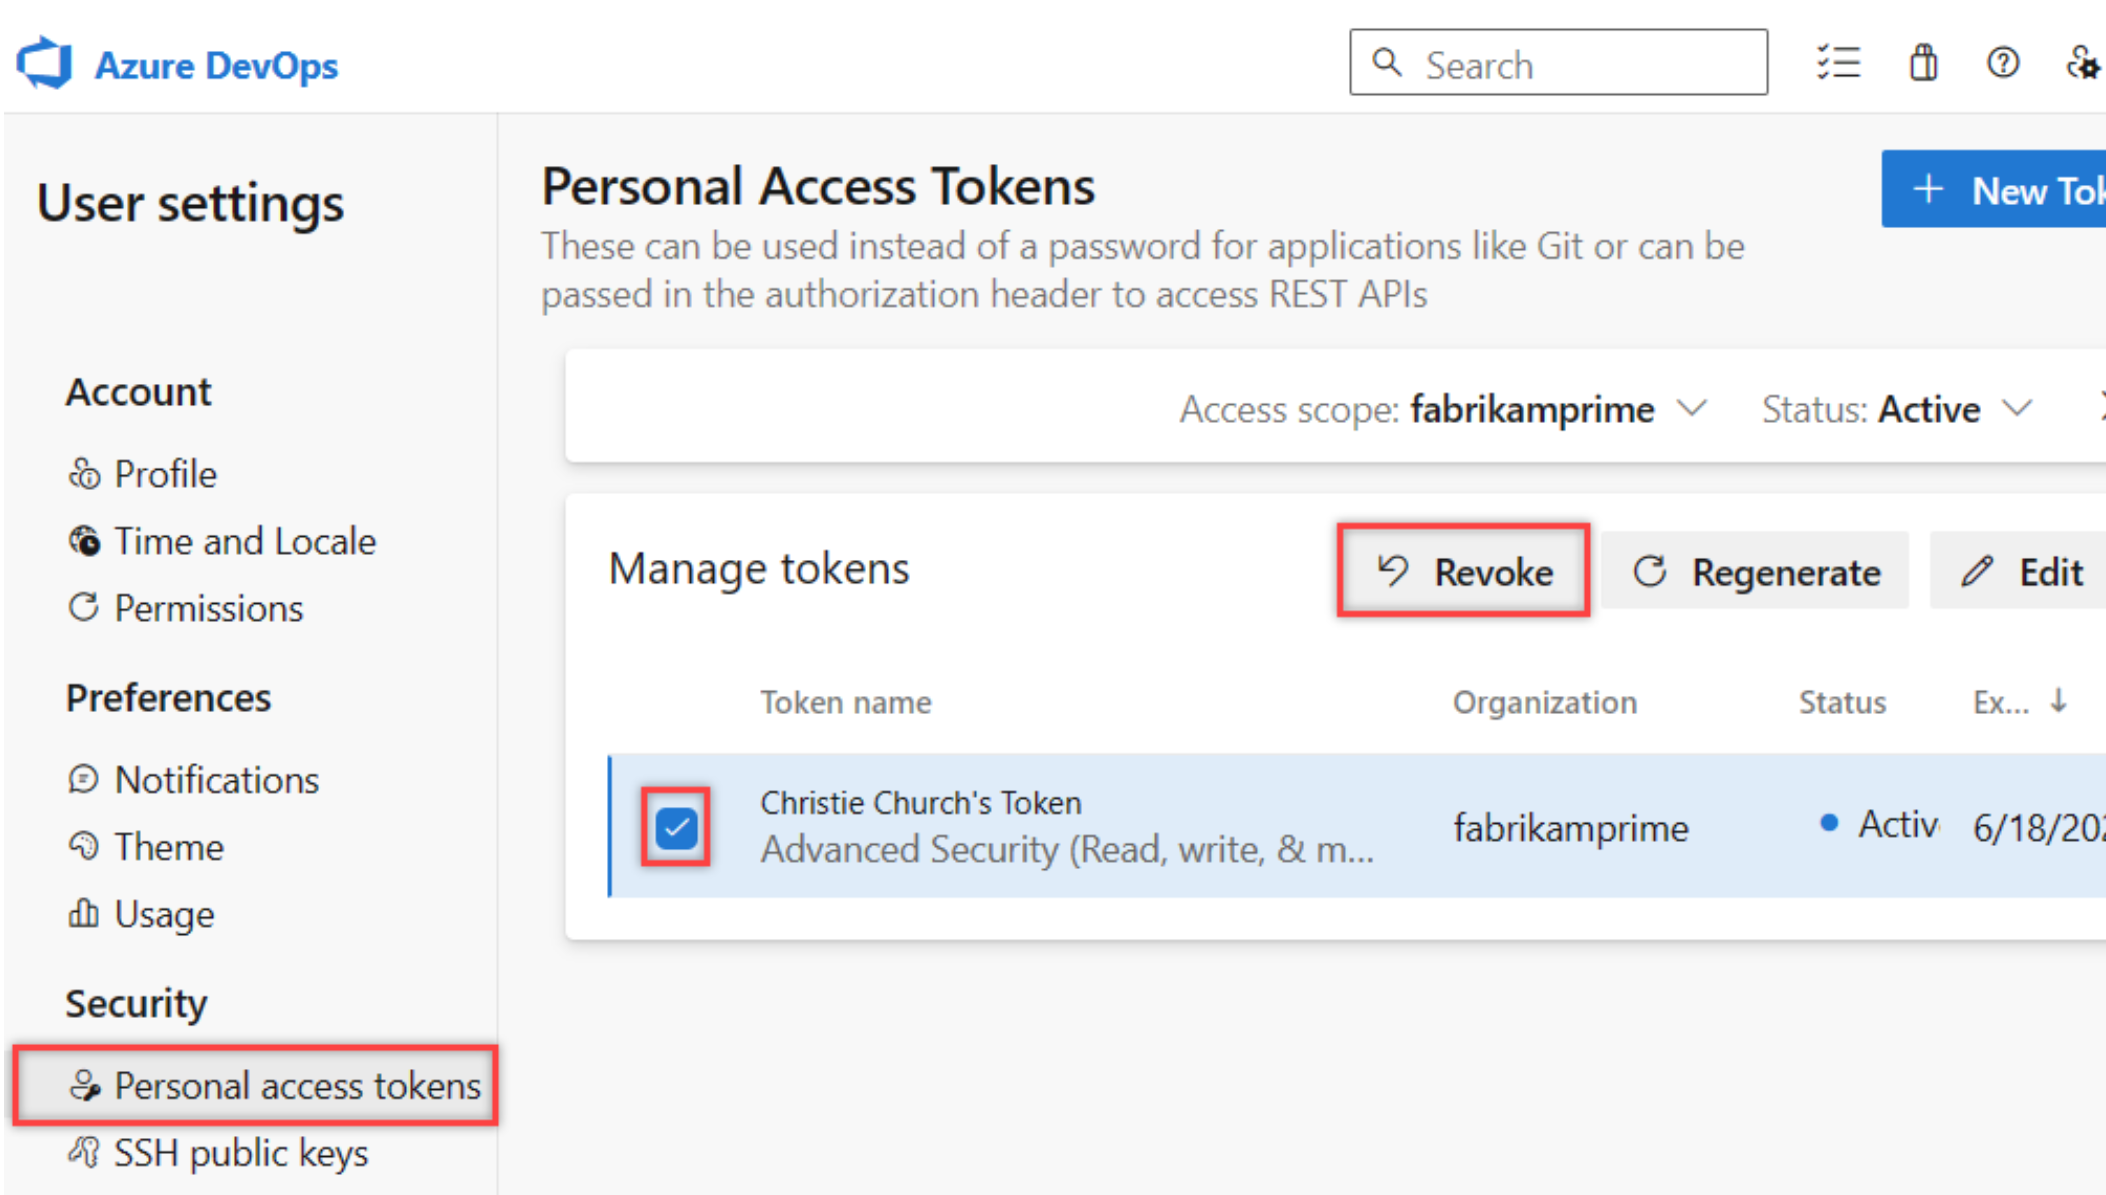 Azure DevOps
Search
User settings
Account
Profile
Time and Locale
Permissions
Preferences
Notifications
Theme
Usage
Security
Personal access tokens
SSH public keys
Personal Access Tokens
New Tok
These can be used instead of a password for applications like Git or can be
passed in the authorization header to access REST APIs
Access scope: fabrikamprime Status: Active
Manage tokens Revoke Regenerate Edit
Token name Organization Status Ex...
Christie Church's Token
Advanced Security (Read, write, & m...
fabrikamprime Activ 6/18/202